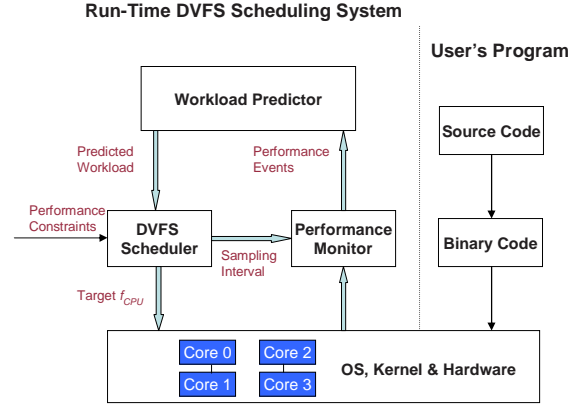 Run-Time DVFS Scheduling System
User's Program
Workload Predictor
Source Code
Predicted
Workload
Performance
Events
Performance
Constraints
DVFS
Scheduler
Sampling
Interval
Performance
Monitor
Binary Code
Target fCPU
Core 0
Core 2
Core 1
Core 3
OS, Kernel & Hardware